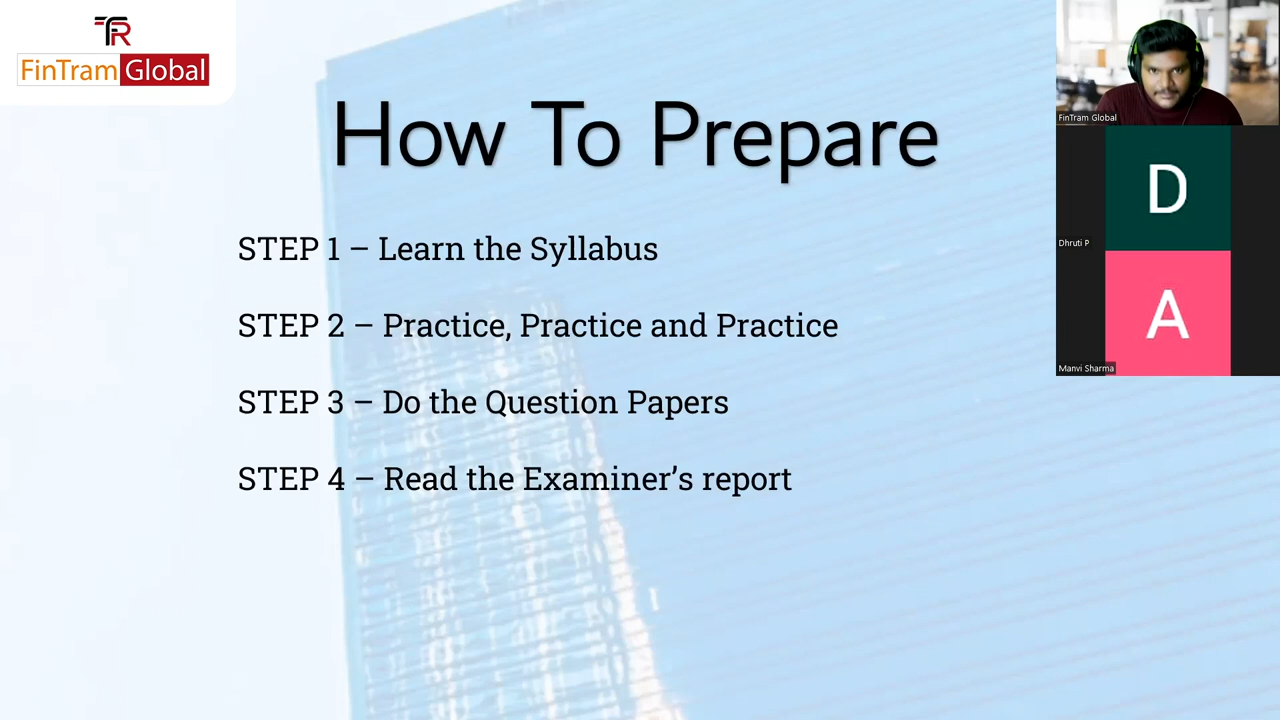 TR
FinTram Global
How To Prepare
STEP 1 – Learn the Syllabus
STEP 2 – Practice, Practice and Practice
STEP 3 – Do the Question Papers
STEP 4 – Read the Examiner’s report
FinTram Global
D
Dhruti P
A
Manvi Sharma